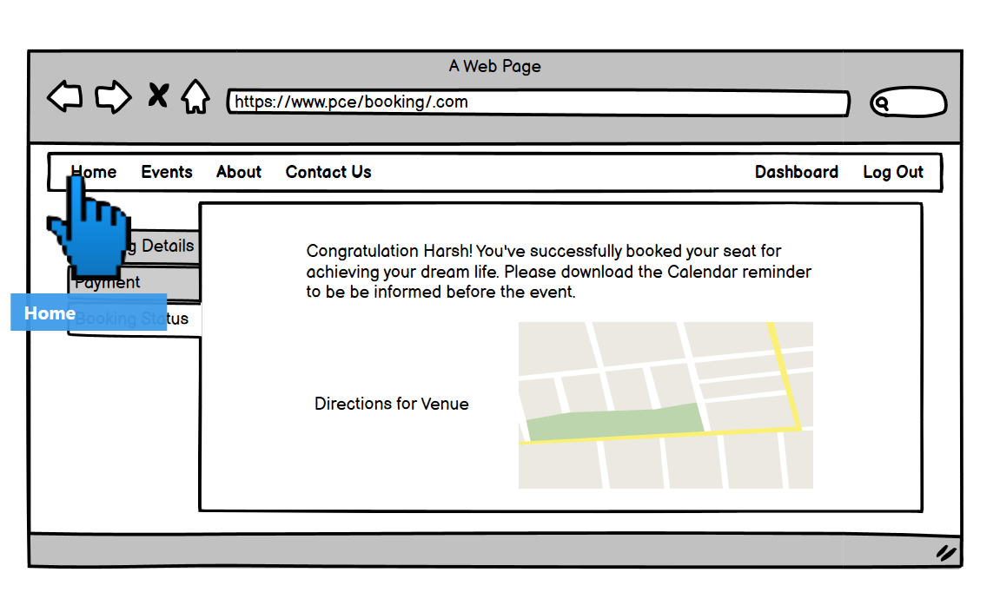 A Web Page
https://www.pce/booking/.com
Home Events About Contact Us Dashboard Log Out
Details
Payment
Home
Booking Status
Congratulation Harsh! You've successfully booked your seat for
achieving your dream life. Please download the Calendar reminder
to be be informed before the event.
Directions for Venue